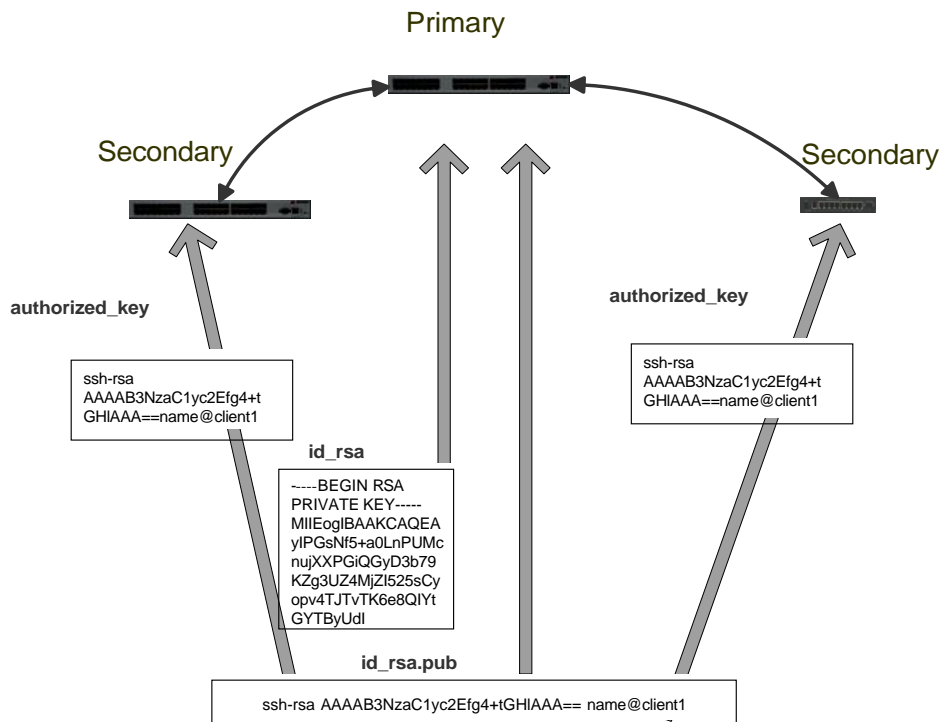 Primary
Secondary
Secondary
authorized_key
authorized_key
ssh-rsa
AAAAB3NzaC1yc2Efg4+t
GHIAAA==name@client1
ssh-rsa
AAAAB3NzaC1yc2Efg4+t
GHIAAA==name@client1
id_rsa
-----BEGIN RSA
PRIVATE KEY-----
MIIEogIBAAKCAQEA
yIPGsNf5+a0LnPUMc
nujXXPGiQGyD3b79
KZg3UZ4MjZI525sCy
opv4TJTvTK6e8QIYt
GYTByUdI
id_rsa.pub
ssh-rsa AAAAB3NzaC1yc2Efg4+tGHIAAA== name@client1